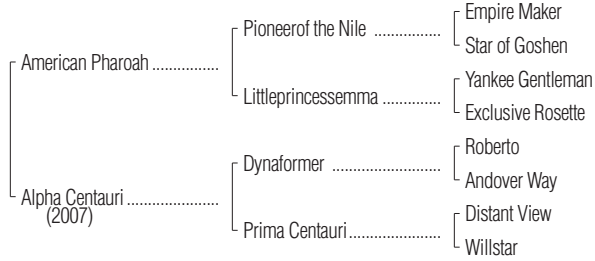 Empire Maker
Pioneerof the Nile ................
Star of Goshen
American Pharoah ................
Yankee Gentleman
Littleprincessemma ..............
Exclusive Rosette
Roberto
Dynaformer ..........................
Andover Way
Alpha Centauri ......................
(2007)
Distant View
Prima Centauri ......................
Willstar